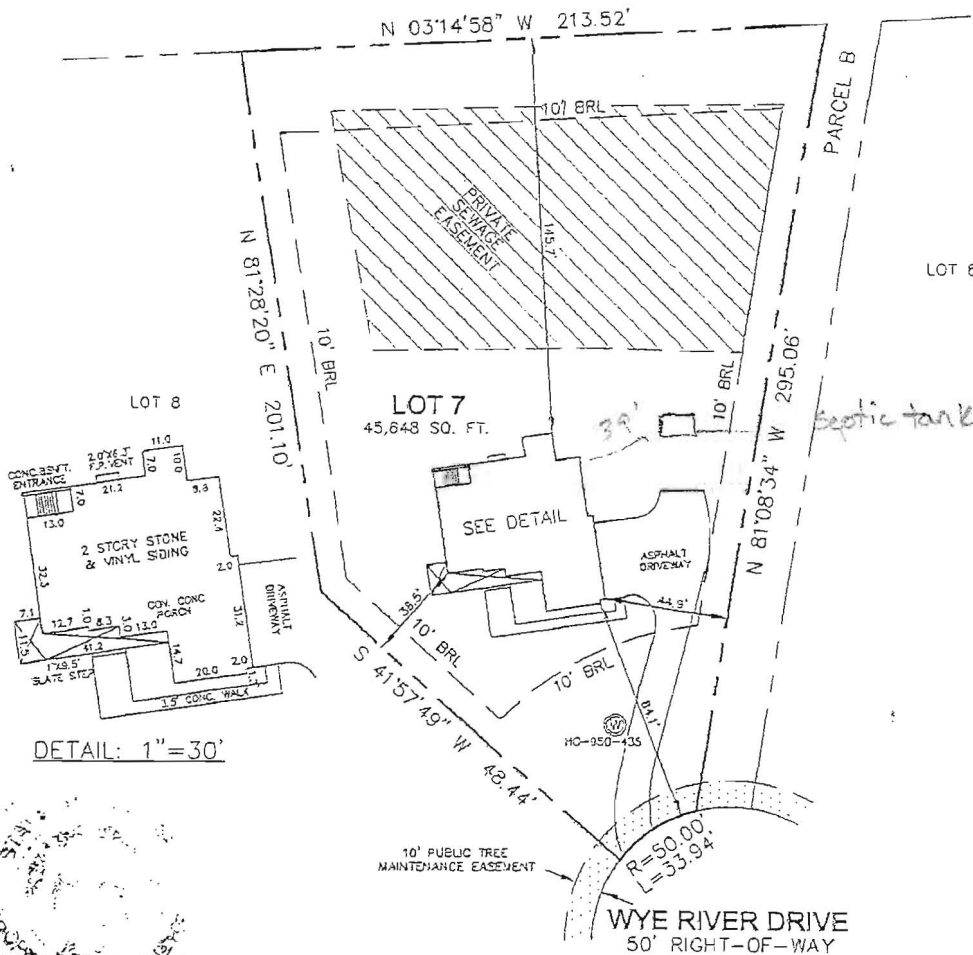 N 03°14'58" W 213.52'
PARCEL B
10' BRL
PRIVATE
SEWAGE
EASEMENT
145.7'
N 81°28'20" E 201.10'
10' BRL
LOT 8
LOT 7
45,648 SQ. FT.
10' BRL
N 81°08'34" W 295.06'
39'
septic tank
11.0
7.0
10.0
CONC.BSMT.
ENTRANCE
F.P. VENT
7.0
21.2
9.3
13.0
22.4
2 STORY STONE
& VINYL SIDING
32.3
2.0
ASPHALT
DRIVEWAY
CONC
PORCH
7.1
12.7
1.0
8.3
3.0
13.0
11.5
41.2
14.7
31.2
1"X9.5'
SLATE STEP
20.0
2.0
3.5' CONC. WALK
SEE DETAIL
ASPHALT
DRIVEWAY
38.5'
44.9'
10' BRL
10' BRL
S 41°57'49" W 48.44'
84.1'
W
HO-950-435
DETAIL: 1"=30'
10' PUBLIC TREE
MAINTENANCE EASEMENT
R=50.00'
L=33.94'
WYE RIVER DRIVE
50' RIGHT-OF-WAY